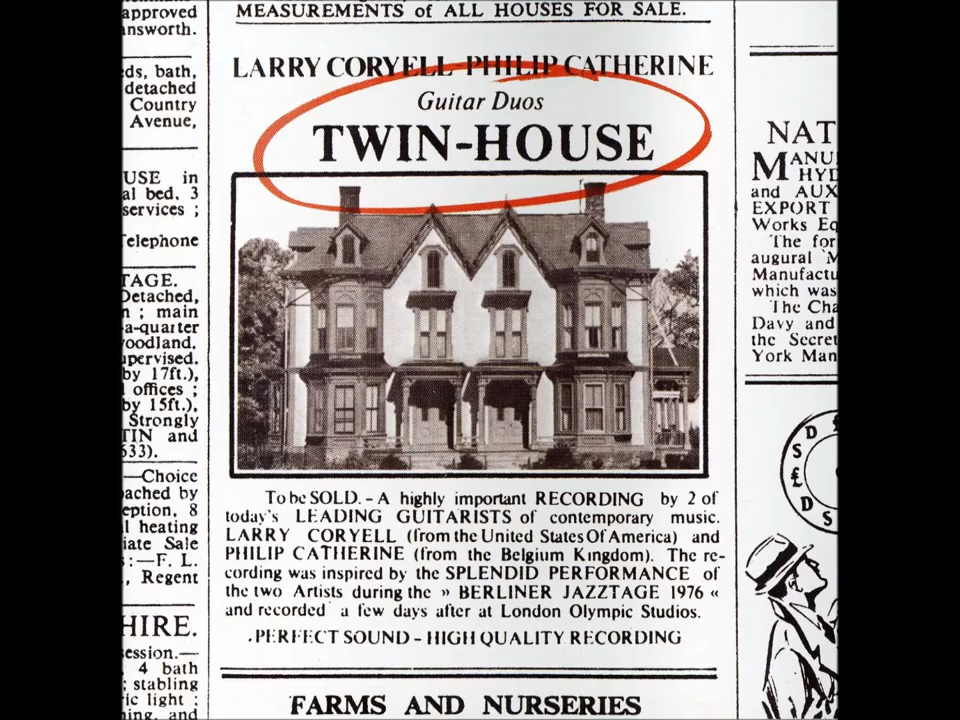 MEASUREMENTS of ALL HOUSES FOR SALE.
LARRY CORYELL-PHILIP CATHERINE
Guitar Duos
TWIN-HOUSE
To be SOLD.-A highly important RECORDING by 2 of
today's LEADING GUITARISTS of contemporary music.
LARRY CORYELL (from the United States Of America) and
PHILIP CATHERINE (from the Belgium Kingdom). The re-
cording was inspired by the SPLENDID PERFORMANCE of
the two Artists during the » BERLINER JAZZTAGE 1976 «
and recorded a few days after at London Olympic Studios.
PERFECT SOUND-HIGH QUALITY RECORDING
FARMS AND NURSERIES
approved
answorth.
ds, bath,
detached
Country
Avenue,
USE in
al bed, 3
services ;
Telephone
TAGE.
Detached,
n ; main
-a-quarter
oodland.
upervised.
by 17ft.),
offices ;
by 15ft.),
Strongly
TIN and
633).
—Choice
ached by
eption, 8
l heating
iate Sale
:—F. L.
, Regent
HIRE.
ession.—
4 bath
; stabling
ic light ;
ning, and
NAT
MANU
HYD
and AUX
EXPORT
Works Eq
The for
augural 'M
Manufactu
which was
The Cha
Davy and
the Secret
York Man
S D £
£
D S